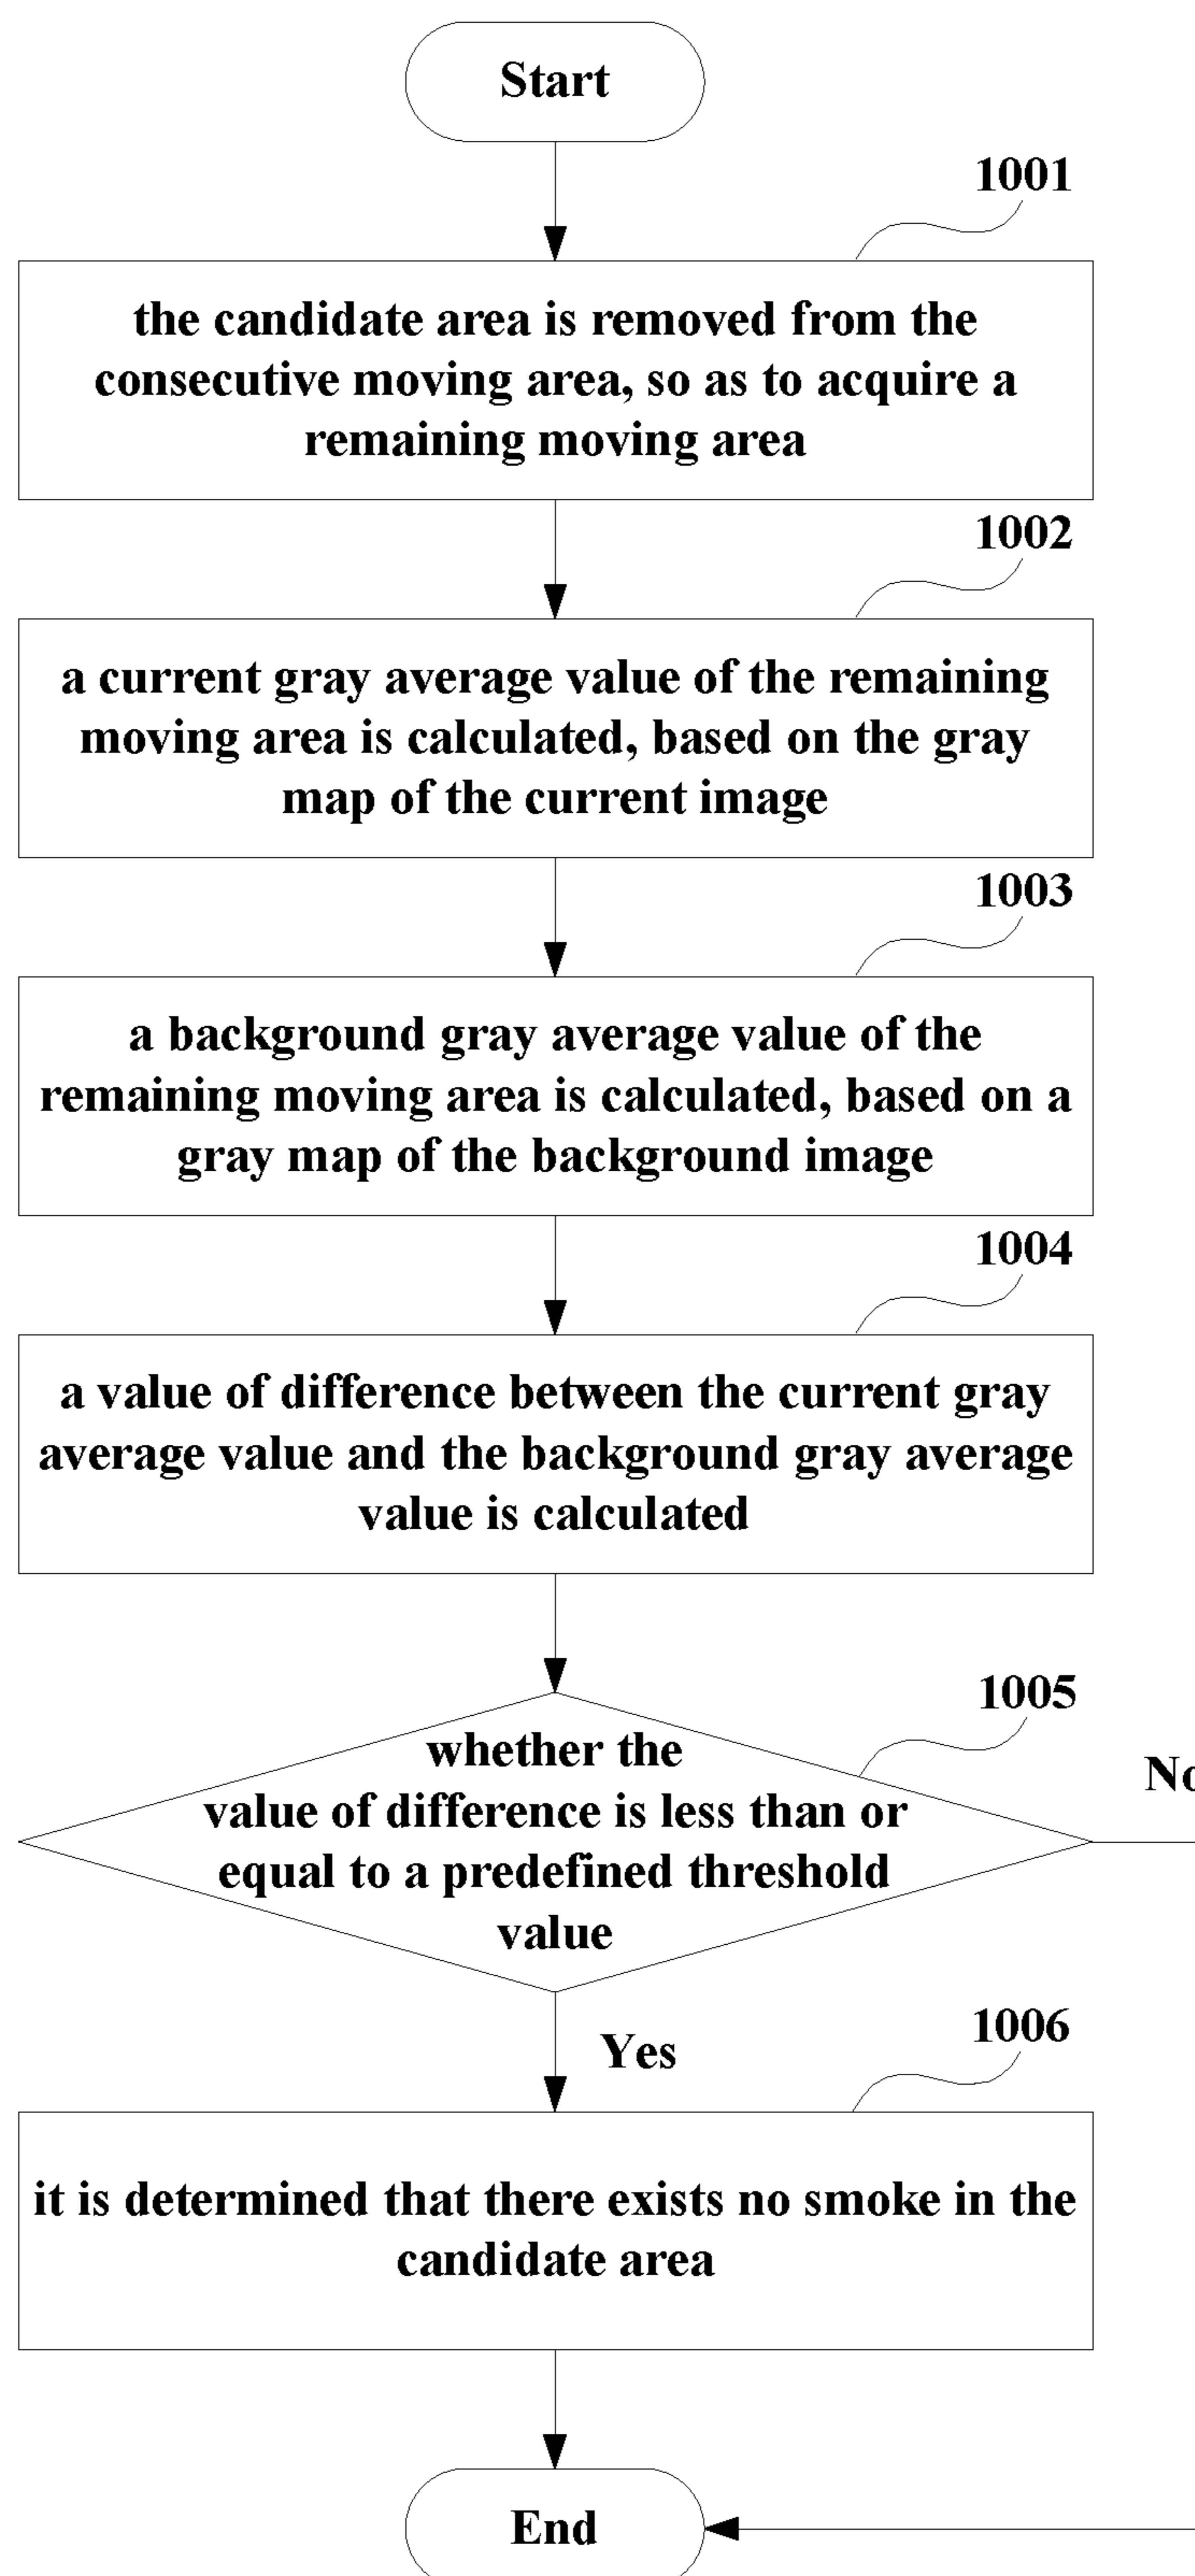 Start
1001
the candidate area is removed from the
consecutive moving area, so as to acquire a
remaining moving area
1002
a current gray average value of the remaining
moving area is calculated, based on the gray
map of the current image
1003
a background gray average value of the
remaining moving area is calculated, based on a
gray map of the background image
1004
a value of difference between the current gray
average value and the background gray average
value is calculated
1005
whether the
value of difference is less than or
equal to a predefined threshold
value
No
Yes
1006
it is determined that there exists no smoke in the
candidate area
End